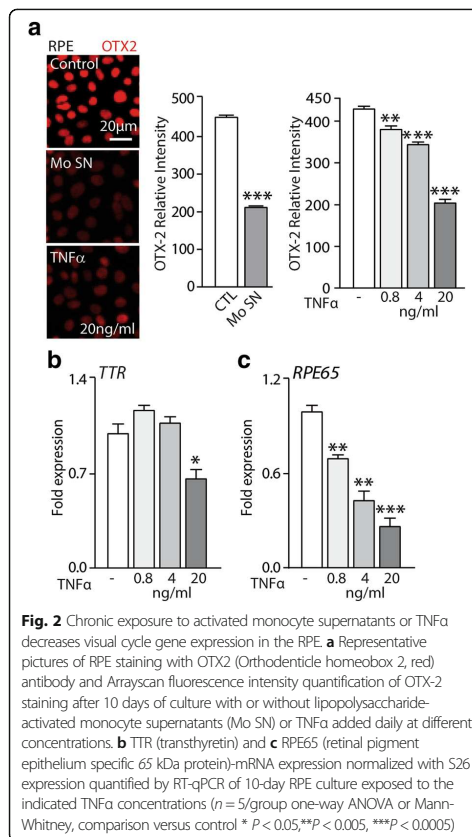 a
RPE OTX2
Control
20μm
Mo SN
TNFα
20ng/ml
OTX-2 Relative Intensity
500
400
300
200
100
0
CTL
Mo SN
***
OTX-2 Relative Intensity
450
400
300
200
0
**
***
***
TNFα - 0.8 4 20
ng/ml
b
TTR
Fold expression
1.4
0.7
0.0
*
TNFα - 0.8 4 20
ng/ml
c
RPE65
Fold expression
1.2
0.6
0.0
**
**
***
TNFα - 0.8 4 20
ng/ml
Fig. 2 Chronic exposure to activated monocyte supernatants or TNFα
decreases visual cycle gene expression in the RPE. a Representative
pictures of RPE staining with OTX2 (Orthodenticle homeobox 2, red)
antibody and Arrayscan fluorescence intensity quantification of OTX-2
staining after 10 days of culture with or without lipopolysaccharide-
activated monocyte supernatants (Mo SN) or TNFα added daily at different
concentrations. b TTR (transthyretin) and c RPE65 (retinal pigment
epithelium specific 65 kDa protein)-mRNA expression normalized with S26
expression quantified by RT-qPCR of 10-day RPE culture exposed to the
indicated TNFα concentrations (n = 5/group one-way ANOVA or Mann-
Whitney, comparison versus control * P < 0.05,**P < 0.005, ***P < 0.0005)